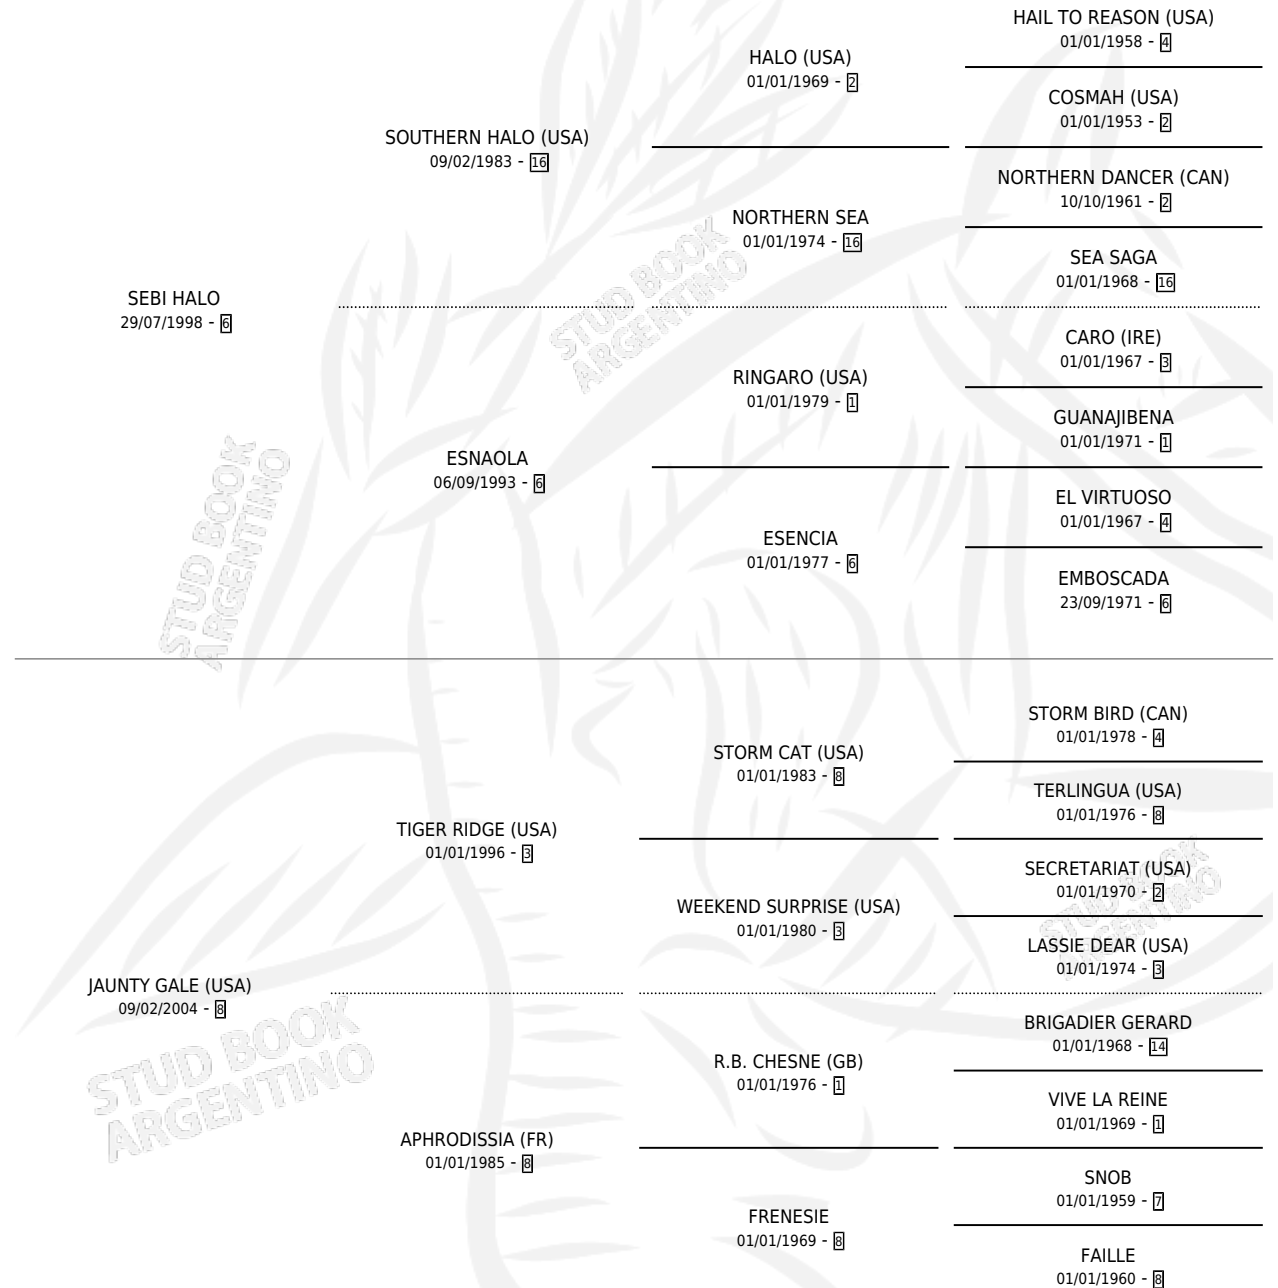 HAIL TO REASON (USA)
01/01/1958 - 4
HALO (USA)
01/01/1969 - 2
COSMAH (USA)
01/01/1953 - 2
SOUTHERN HALO (USA)
09/02/1983 - 16
NORTHERN DANCER (CAN)
10/10/1961 - 2
NORTHERN SEA
01/01/1974 - 16
SEA SAGA
01/01/1968 - 16
SEBI HALO
29/07/1998 - 6
STUD BOOK
ARGENTINO
CARO (IRE)
01/01/1967 - 3
RINGARO (USA)
01/01/1979 - 1
GUANAJIBENA
01/01/1971 - 1
ESNAOLA
06/09/1993 - 6
EL VIRTUOSO
01/01/1967 - 4
ESENCIA
01/01/1977 - 6
EMBOSCADA
23/09/1971 - 6
STUD BOOK
ARGENTINO
STORM BIRD (CAN)
01/01/1978 - 4
STORM CAT (USA)
01/01/1983 - 8
TERLINGUA (USA)
01/01/1976 - 8
TIGER RIDGE (USA)
01/01/1996 - 3
SECRETARIAT (USA)
01/01/1970 - 2
WEEKEND SURPRISE (USA)
01/01/1980 - 3
LASSIE DEAR (USA)
01/01/1974 - 3
STUD BOOK
ARGENTINO
JAUNTY GALE (USA)
09/02/2004 - 8
BRIGADIER GERARD
01/01/1968 - 14
R.B. CHESNE (GB)
01/01/1976 - 1
VIVE LA REINE
01/01/1969 - 1
STUD BOOK
ARGENTINO
APHRODISSIA (FR)
01/01/1985 - 8
SNOB
01/01/1959 - 7
FRENESIE
01/01/1969 - 8
FAILLE
01/01/1960 - 8